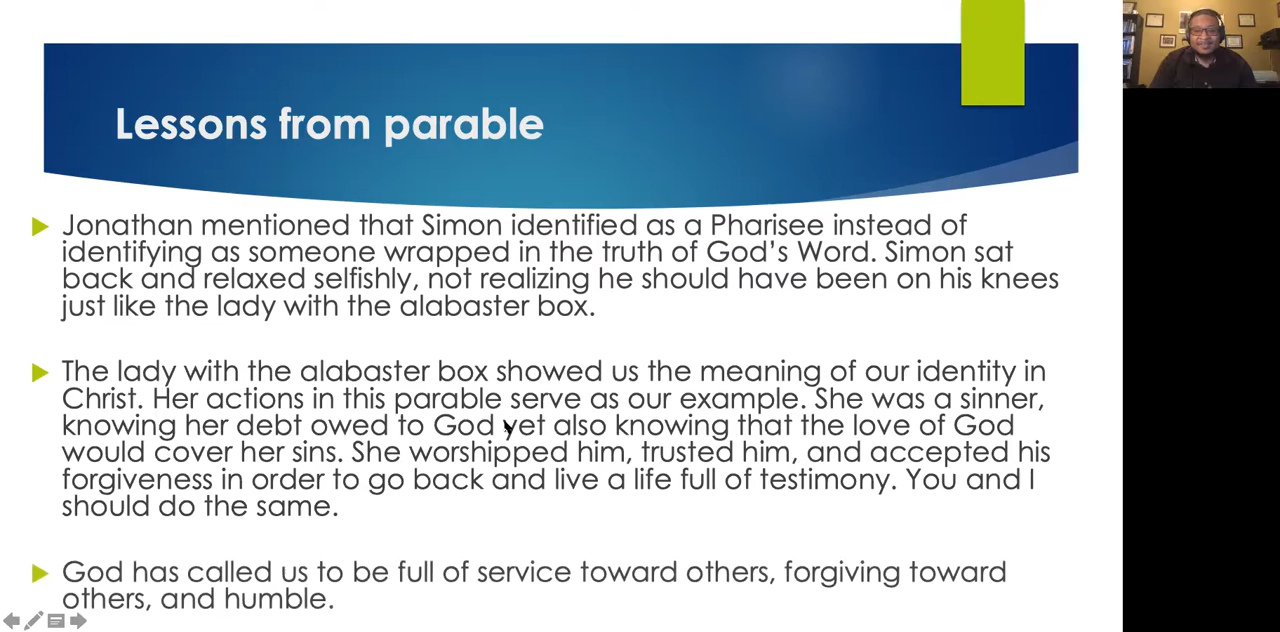 Lessons from parable
Jonathan mentioned that Simon identified as a Pharisee instead of
identifying as someone wrapped in the truth of God’s Word. Simon sat
back and relaxed selfishly, not realizing he should have been on his knees
just like the lady with the alabaster box.
The lady with the alabaster box showed us the meaning of our identity in
Christ. Her actions in this parable serve as our example. She was a sinner,
knowing her debt owed to God yet also knowing that the love of God
would cover her sins. She worshipped him, trusted him, and accepted his
forgiveness in order to go back and live a life full of testimony. You and I
should do the same.
God has called us to be full of service toward others, forgiving toward
others, and humble.